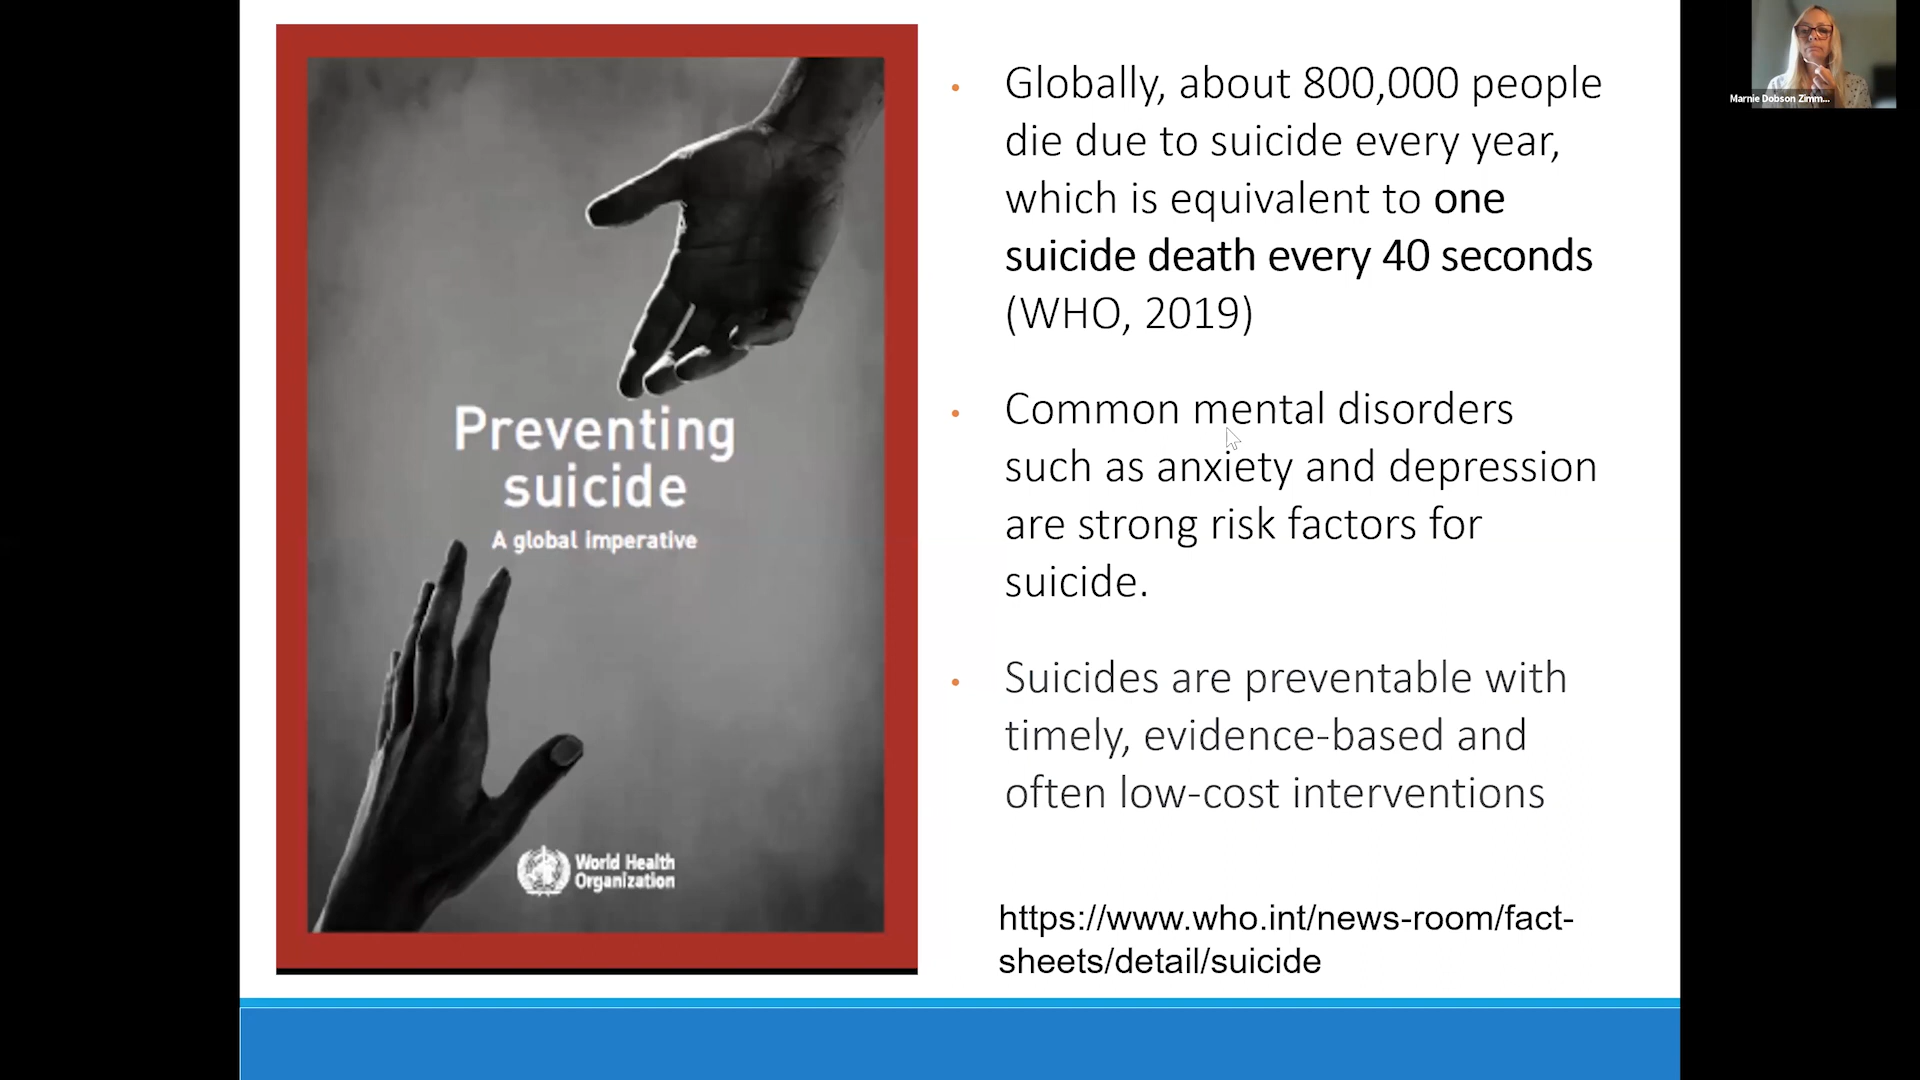 Preventing
suicide
A global imperative
World Health
Organization
• Globally, about 800,000 people
die due to suicide every year,
which is equivalent to one
suicide death every 40 seconds
(WHO, 2019)
• Common mental disorders
such as anxiety and depression
are strong risk factors for
suicide.
• Suicides are preventable with
timely, evidence-based and
often low-cost interventions
https://www.who.int/news-room/fact-
sheets/detail/suicide
Marnie Dobson Zimm...